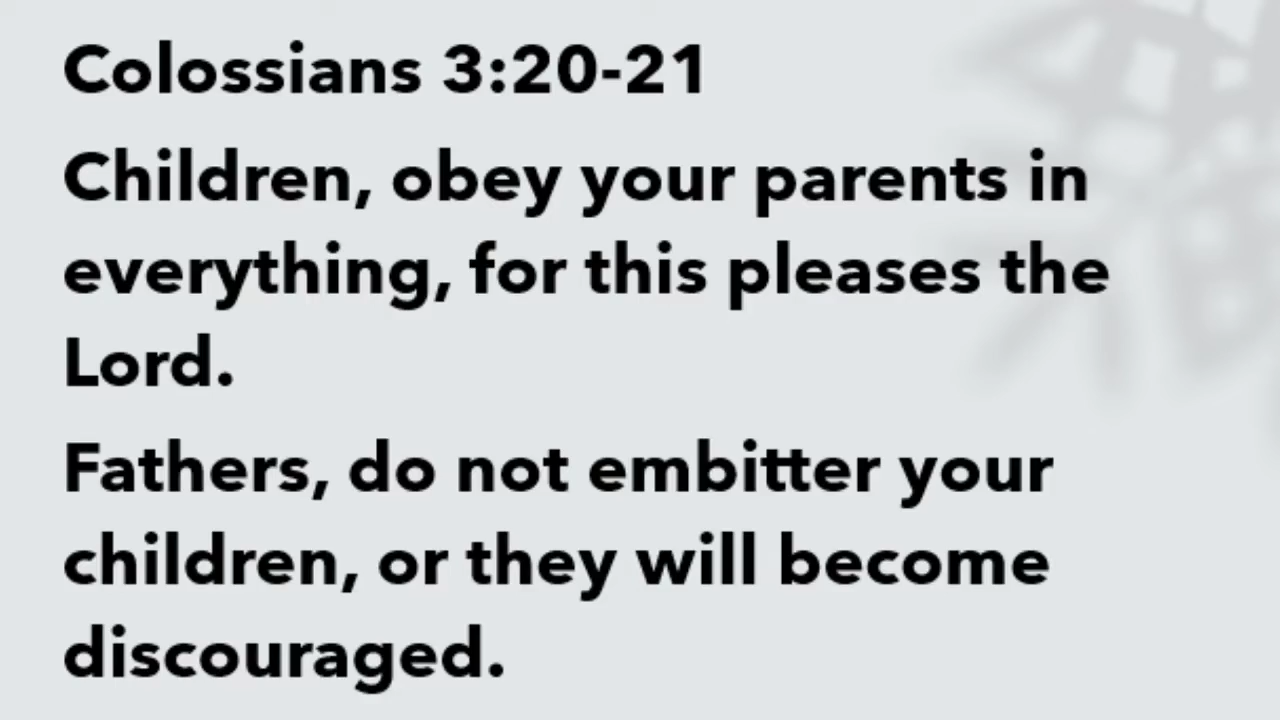 Colossians 3:20-21
Children, obey your parents in
everything, for this pleases the
Lord.
Fathers, do not embitter your
children, or they will become
discouraged.